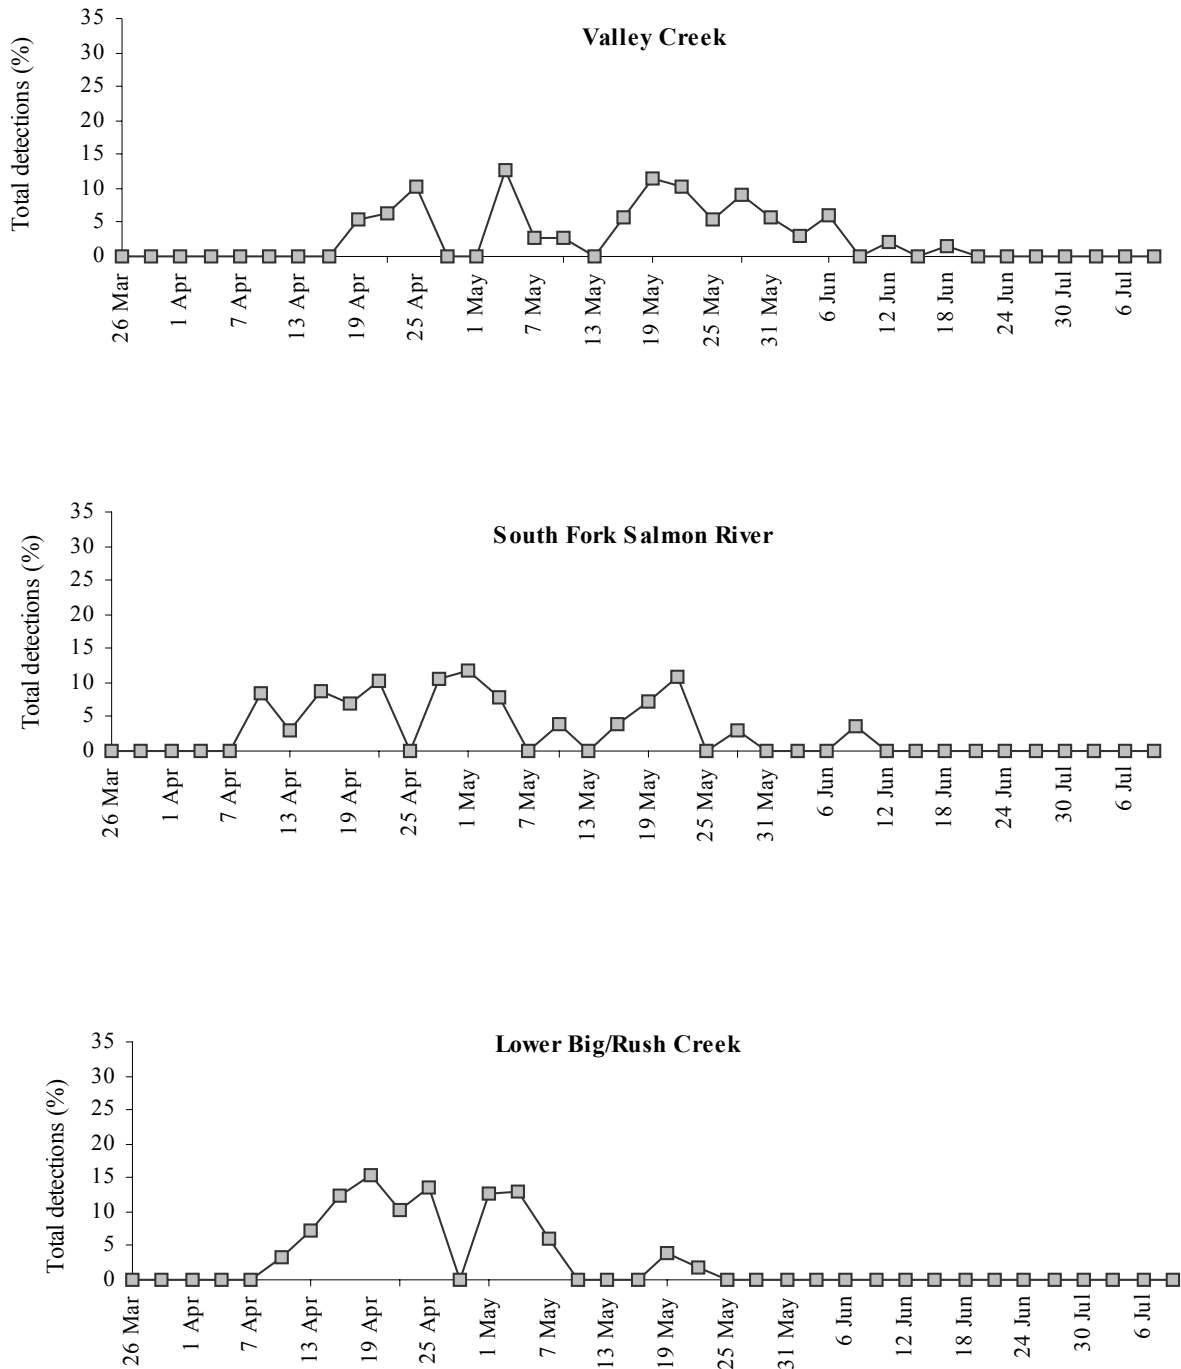 Valley Creek
Total detections (%)
35
30
25
20
15
10
5
0
26 Mar
1 Apr
7 Apr
13 Apr
19 Apr
25 Apr
1 May
7 May
13 May
19 May
25 May
31 May
6 Jun
12 Jun
18 Jun
24 Jun
30 Jul
6 Jul
South Fork Salmon River
Total detections (%)
35
30
25
20
15
10
5
0
26 Mar
1 Apr
7 Apr
13 Apr
19 Apr
25 Apr
1 May
7 May
13 May
19 May
25 May
31 May
6 Jun
12 Jun
18 Jun
24 Jun
30 Jul
6 Jul
Lower Big/Rush Creek
Total detections (%)
35
30
25
20
15
10
5
0
26 Mar
1 Apr
7 Apr
13 Apr
19 Apr
25 Apr
1 May
7 May
13 May
19 May
25 May
31 May
6 Jun
12 Jun
18 Jun
24 Jun
30 Jul
6 Jul